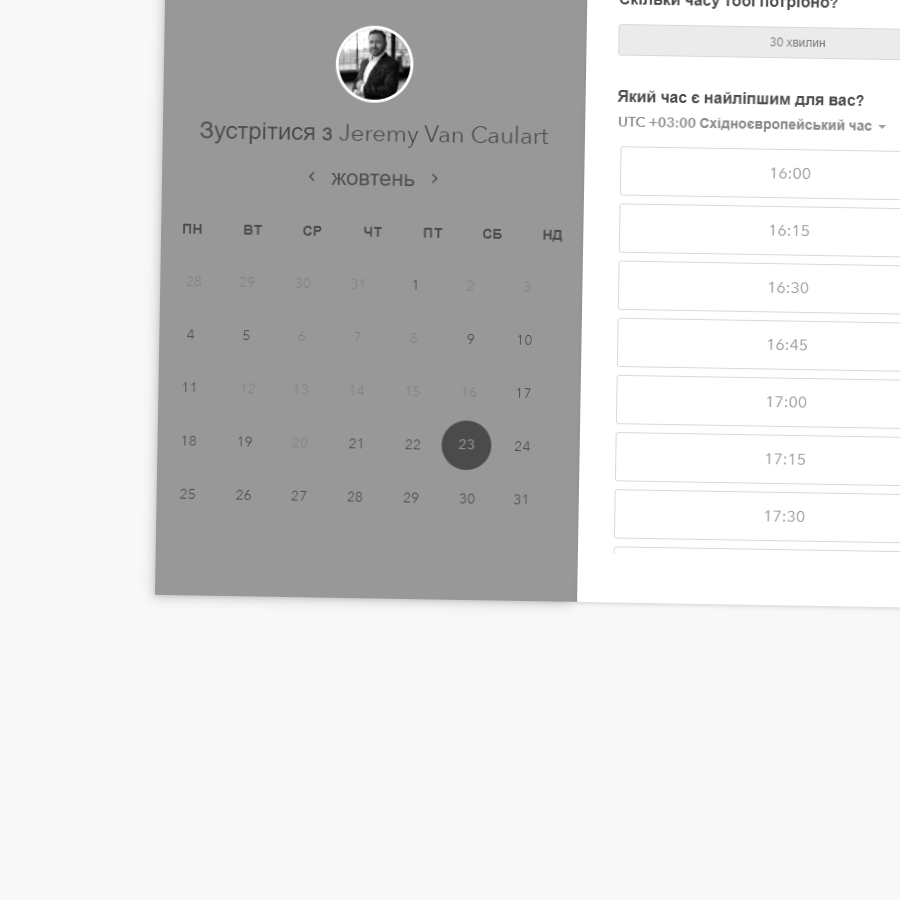 Зустрітися з Jeremy Van Caulart
‹ жовтень ›
ПН ВТ СР ЧТ ПТ СБ НД
28 29 30 31 1 2 3
4 5 6 7 8 9 10
11 12 13 14 15 16 17
18 19 20 21 22 23 24
25 26 27 28 29 30 31
Скільки часу тобі потрібно?
30 хвилин
Який час є найліпшим для вас?
UTC +03:00 Східноєвропейський час
16:00
16:15
16:30
16:45
17:00
17:15
17:30